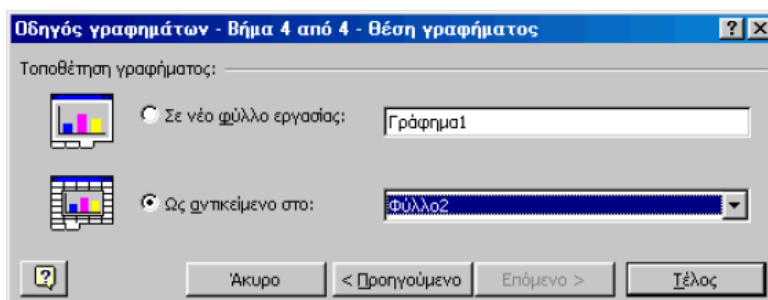 Οδηγός γραφημάτων - Βήμα 4 από 4 - Θέση γραφήματος
Τοποθέτηση γραφήματος:
Σε νέο φύλλο εργασίας: Γράφημα1
Ως αντικείμενο στο: Φύλλο2
Άκυρο < Προηγούμενο Επόμενο > Τέλος